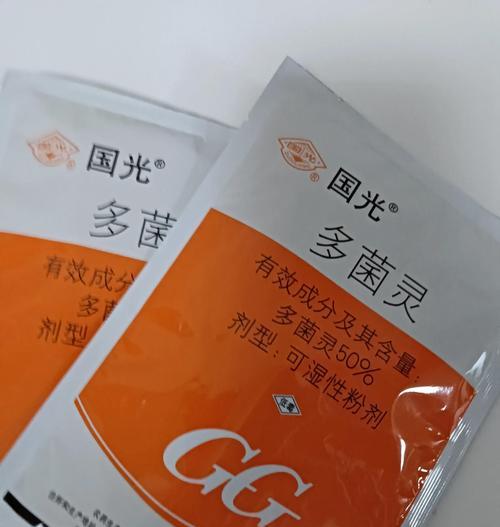 国光®
多菌
有效成分
多菌
剂型:
国光®
多菌灵
有效成分及其含量:
多菌灵50%
剂型:可湿性粉剂
低毒
GG